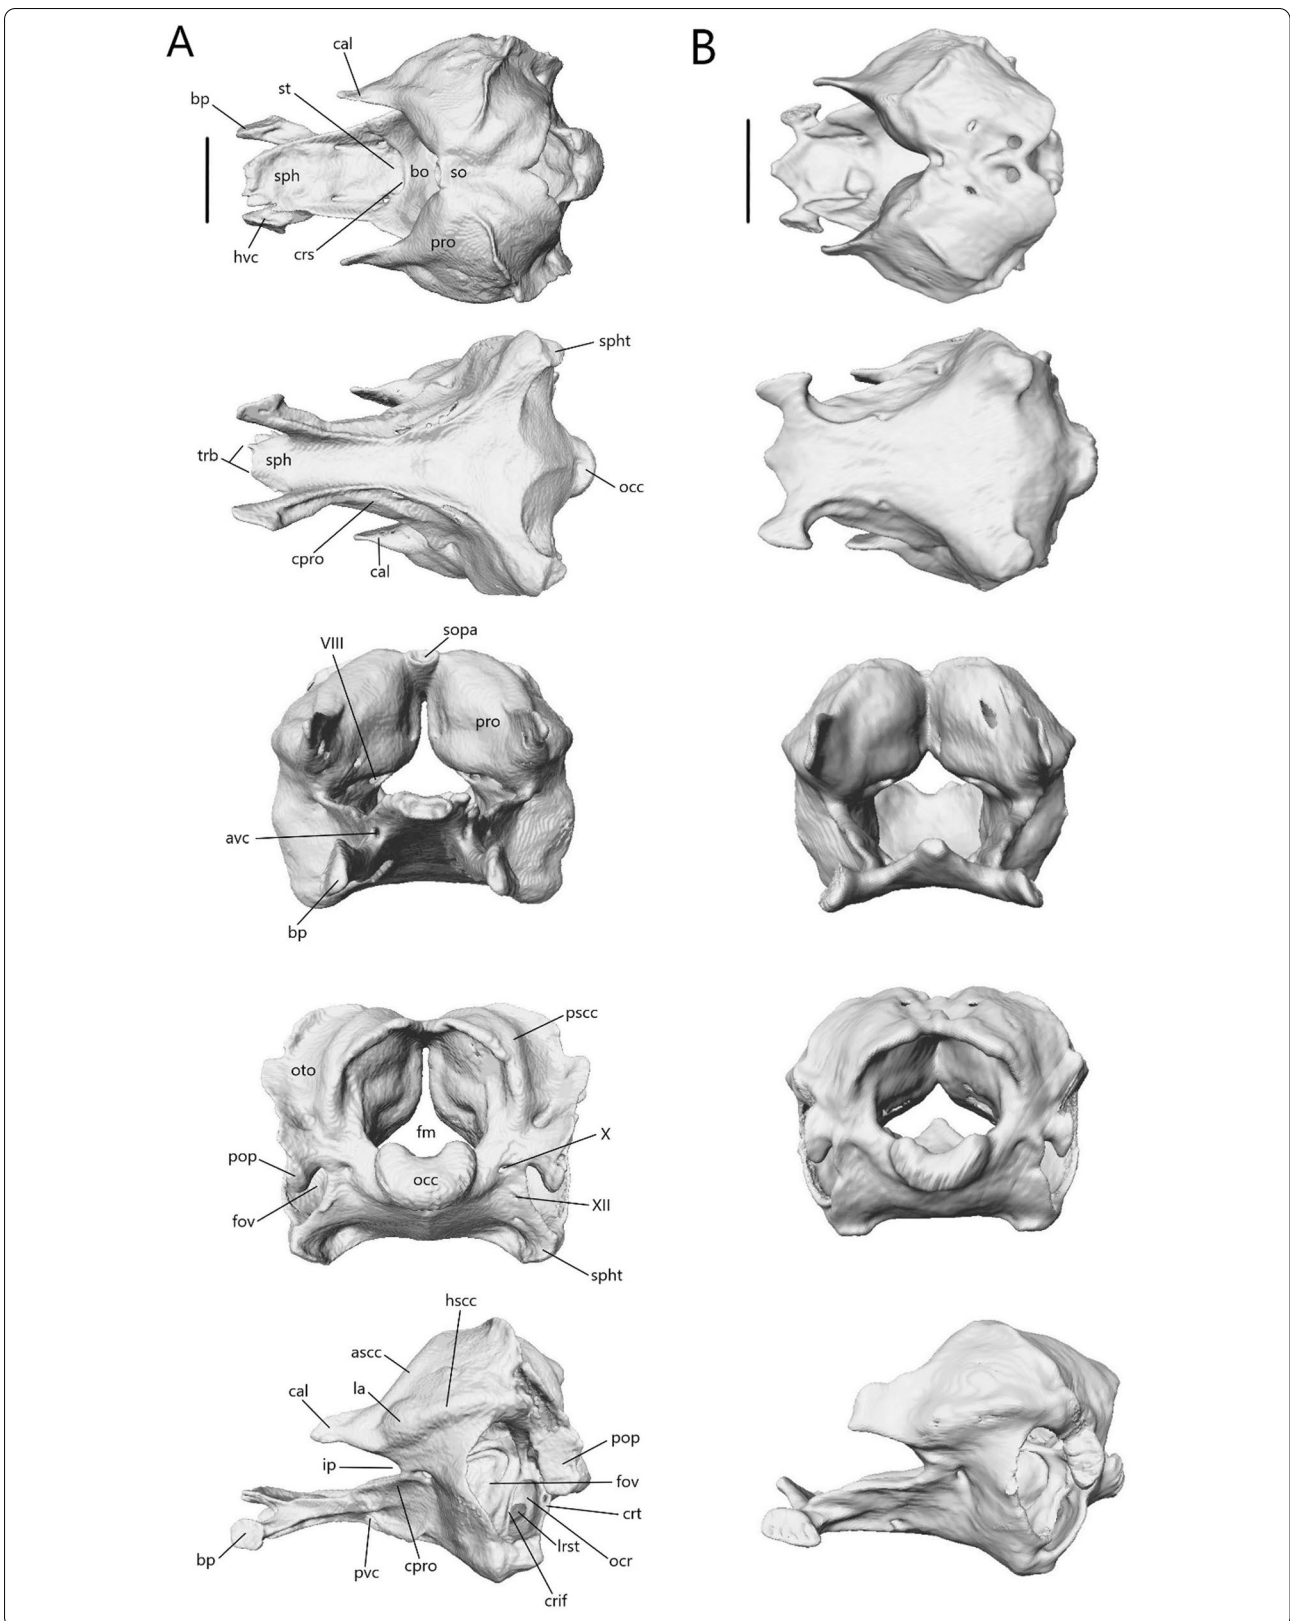 A
B
cal
st
bp
sph
bo
so
pro
hvc
crs
spht
trb
sph
occ
cpro
cal
sopa
VIII
pro
avc
bp
pscc
oto
fm
X
pop
occ
fov
XII
spht
hscc
ascc
la
cal
pop
ip
fov
crt
lrst
bp
ocr
cpro
pvc
crif